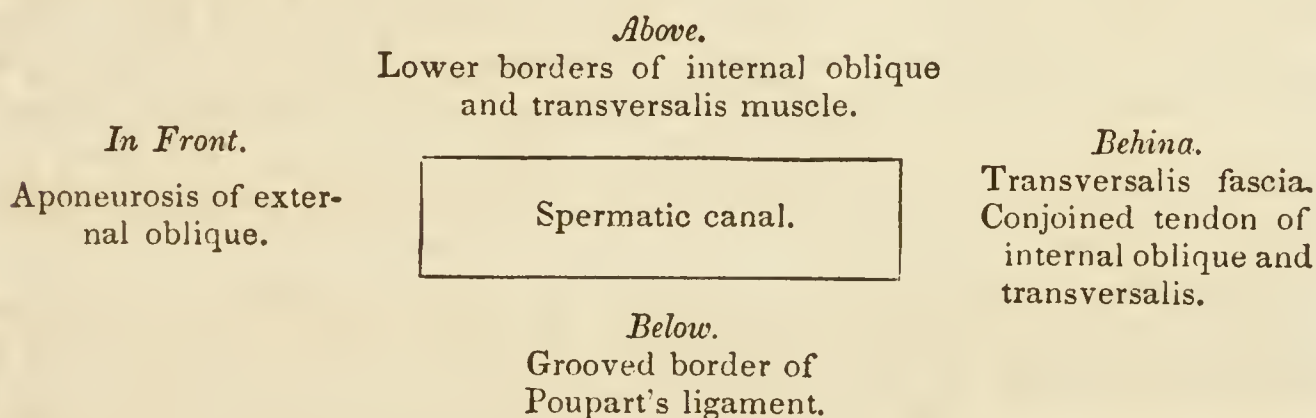 Above.
Lower borders of internal oblique
and transversalis muscle.
In Front.
Aponeurosis of exter-
nal oblique.
Spermatic canal.
Behina.
Transversalis fascia.
Conjoined tendon of
internal oblique and
transversalis.
Below.
Grooved border of
Poupart's ligament.